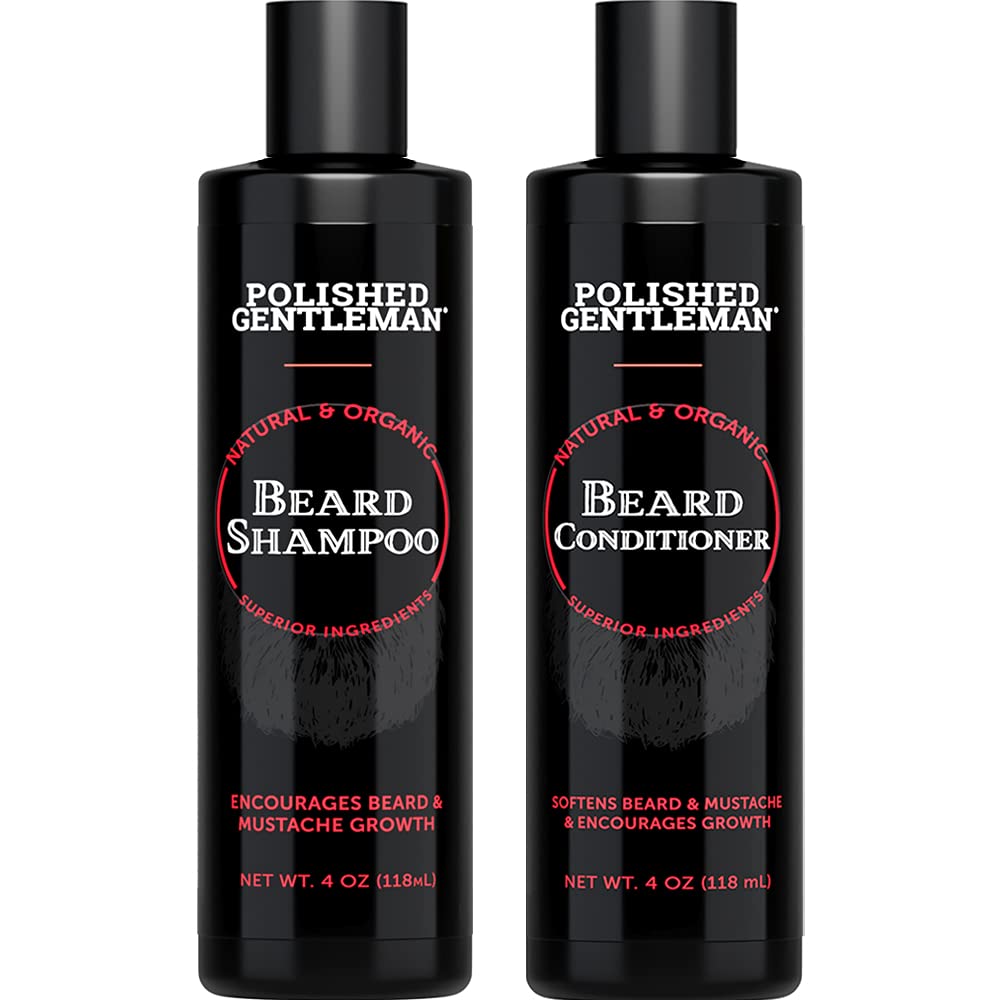 POLISHED
GENTLEMAN
NATURAL & ORGANIC
BEARD
SHAMPOO
SUPERIOR INGREDIENTS
ENCOURAGES BEARD &
MUSTACHE GROWTH
NET WT. 4 OZ (118ML)
POLISHED
GENTLEMAN
NATURAL & ORGANIC
BEARD
CONDITIONER
SUPERIOR INGREDIENTS
SOFTENS BEARD & MUSTACHE
& ENCOURAGES GROWTH
NET WT. 4 OZ (118 mL)